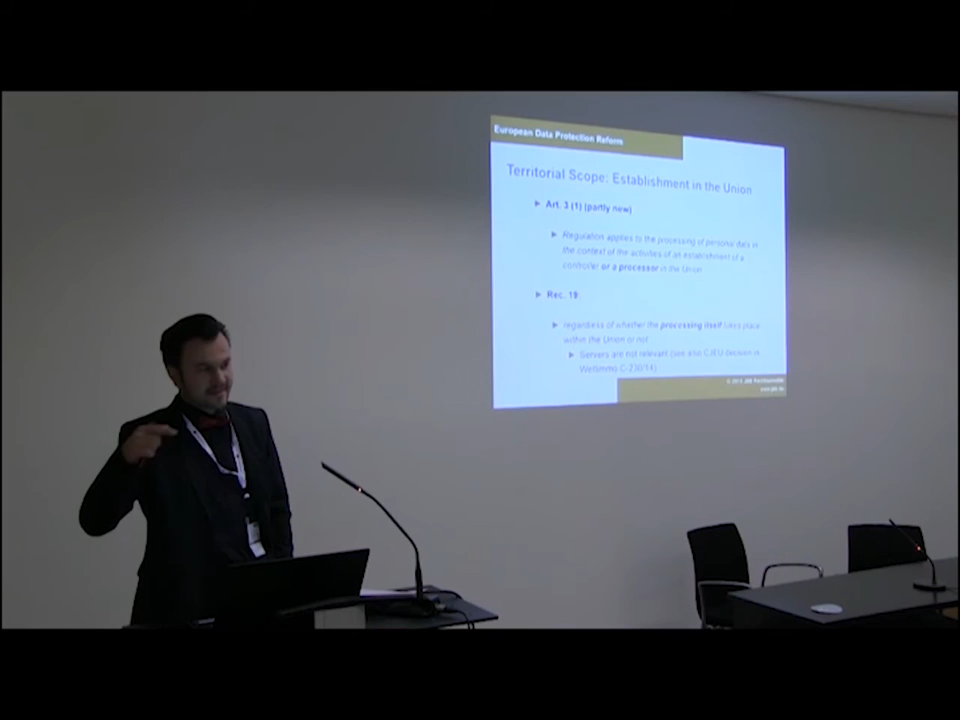 European Data Protection Reform
Territorial Scope: Establishment in the Union
► Art. 3 (1) (partly new)
► Regulation applies to the processing of personal data in
the context of the activities of an establishment of a
controller or a processor in the Union
► Rec. 19:
► regardless of whether the processing itself takes place
within the Union or not
► Servers are not relevant (see also CJEU-decision in
Weltimmo C-230/14)